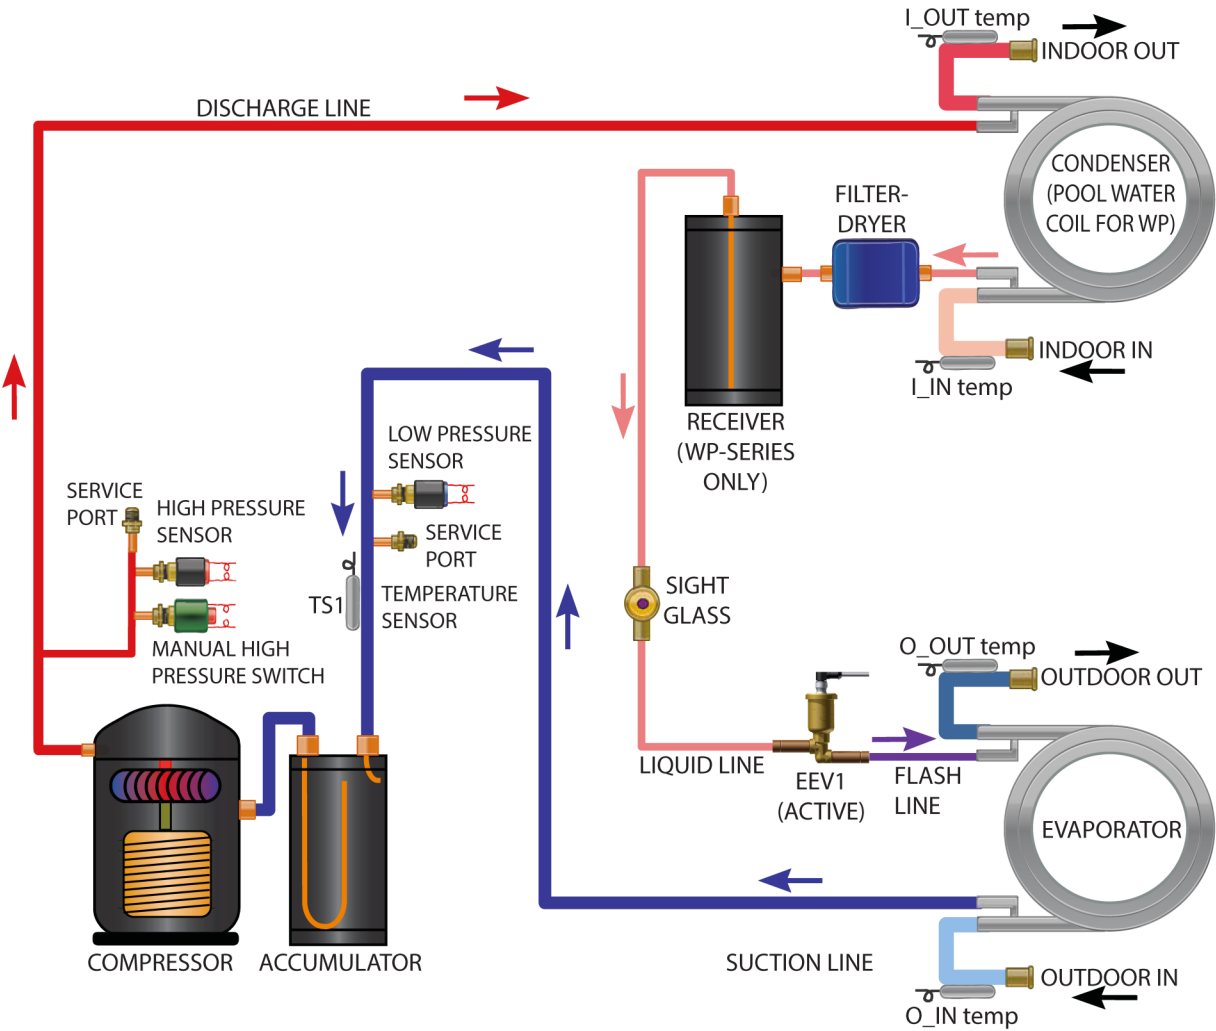 I_OUT temp
INDOOR OUT
DISCHARGE LINE
CONDENSER
(POOL WATER
COIL FOR WP)
FILTER-
DRYER
INDOOR IN
I_IN temp
RECEIVER
(WP-SERIES
ONLY)
LOW PRESSURE
SENSOR
SERVICE
PORT
HIGH PRESSURE
SENSOR
SERVICE
PORT
TEMPERATURE
SENSOR
TS1
MANUAL HIGH
PRESSURE SWITCH
SIGHT
GLASS
O_OUT temp
OUTDOOR OUT
LIQUID LINE
EEV1
(ACTIVE)
FLASH
LINE
EVAPORATOR
COMPRESSOR
ACCUMULATOR
SUCTION LINE
OUTDOOR IN
O_IN temp